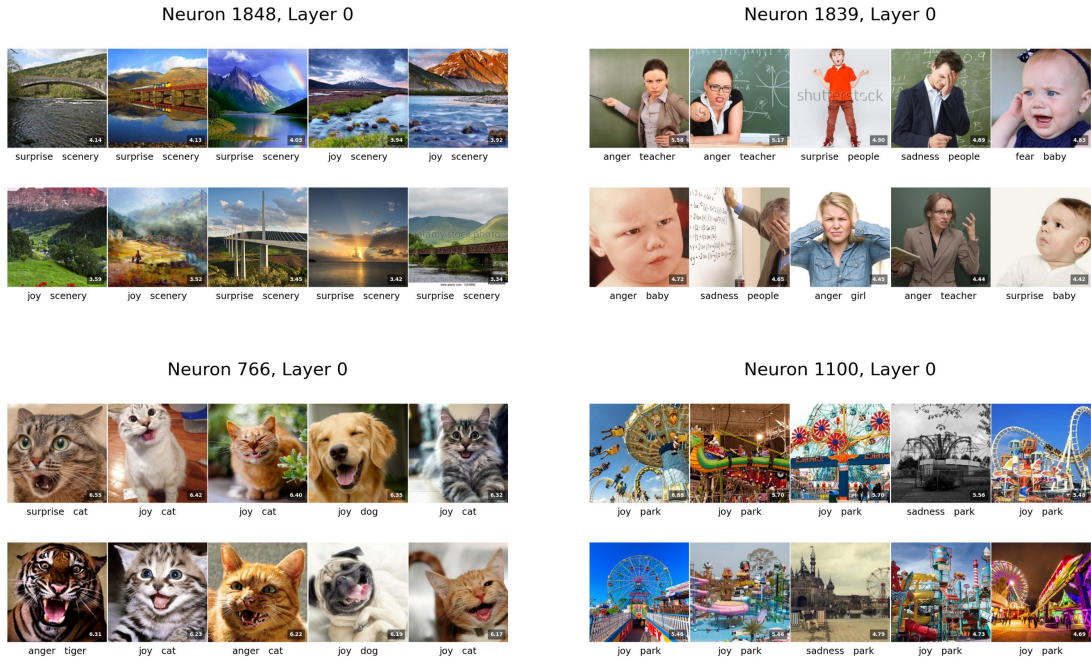 Neuron 1848, Layer 0
4.14 4.13 4.03 3.94 3.92
surprise scenery surprise scenery surprise scenery joy scenery joy scenery
alamy stock photo
3.59 3.52 3.45 3.42 3.34
joy scenery joy scenery surprise scenery surprise scenery surprise scenery
Neuron 1839, Layer 0
shutterstock
5.58 5.17 4.90 4.89 4.83
anger teacher anger teacher surprise people sadness people fear baby
4.72 4.65 4.45 4.44 4.42
anger baby sadness people anger girl anger teacher surprise baby
Neuron 766, Layer 0
6.55 6.42 6.40 6.35 6.32
surprise cat joy cat joy cat joy dog joy cat
6.31 6.23 6.22 6.19 6.17
anger tiger joy cat anger cat joy dog joy cat
Neuron 1100, Layer 0
6.88 5.70 5.70 5.56 5.48
joy park joy park joy park sadness park joy park
5.46 5.46 4.79 4.73 4.69
joy park joy park sadness park joy park joy park